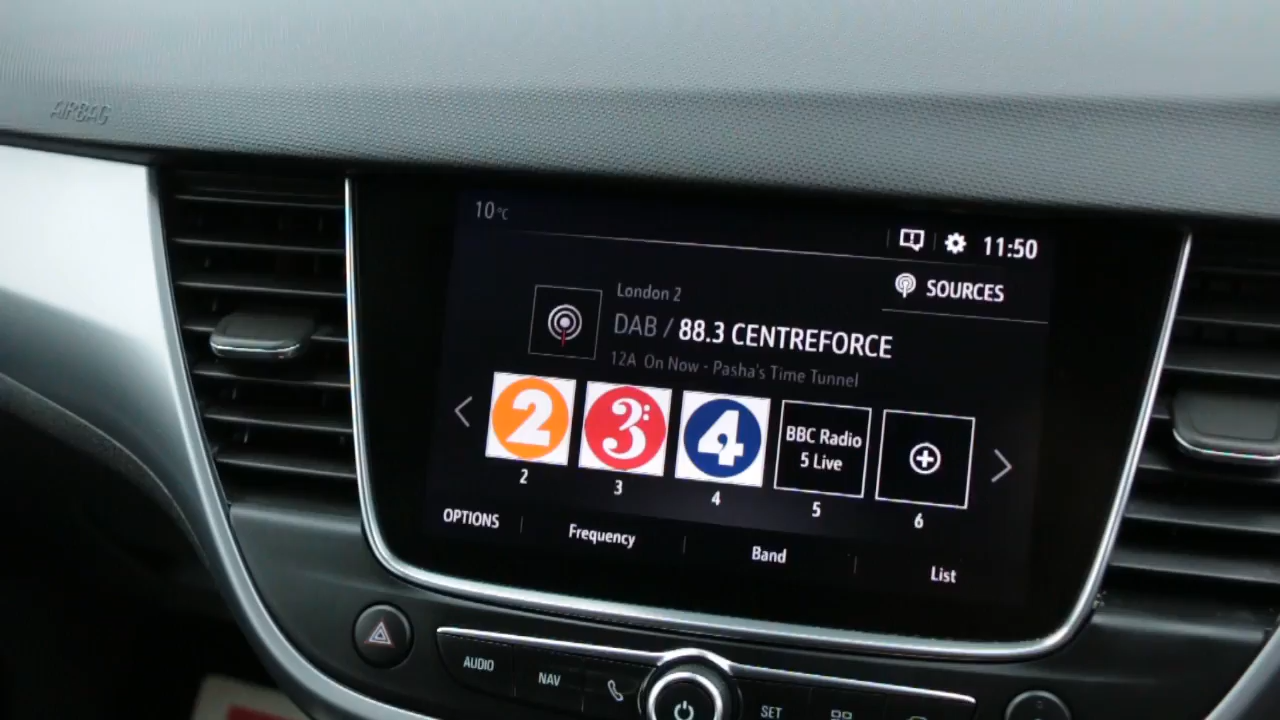 AIRBAG
10°C
11:50
SOURCES
London 2
DAB / 88.3 CENTREFORCE
12A On Now - Pasha's Time Tunnel
2
3
4
BBC Radio
5 Live
2
3
4
5
6
OPTIONS
Frequency
Band
List
AUDIO
NAV
SET